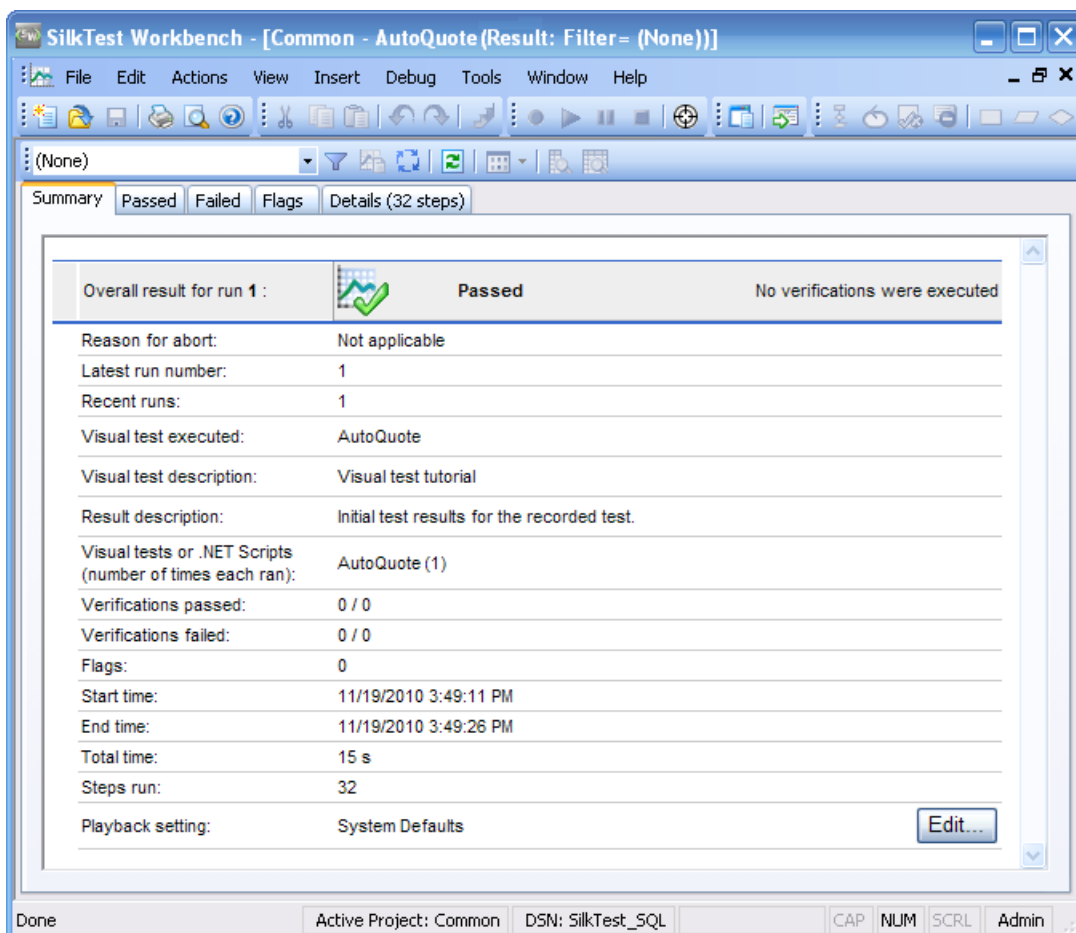 SilkTest Workbench - [Common - AutoQuote(Result: Filter= (None))]
File Edit Actions View Insert Debug Tools Window Help
(None)
Summary Passed Failed Flags Details (32 steps)
Overall result for run 1 : Passed No verifications were executed
Reason for abort: Not applicable
Latest run number: 1
Recent runs: 1
Visual test executed: AutoQuote
Visual test description: Visual test tutorial
Result description: Initial test results for the recorded test.
Visual tests or .NET Scripts
(number of times each ran): AutoQuote (1)
Verifications passed: 0 / 0
Verifications failed: 0 / 0
Flags: 0
Start time: 11/19/2010 3:49:11 PM
End time: 11/19/2010 3:49:26 PM
Total time: 15 s
Steps run: 32
Playback setting: System Defaults Edit...
Done Active Project: Common DSN: SilkTest_SQL CAP NUM SCRL Admin